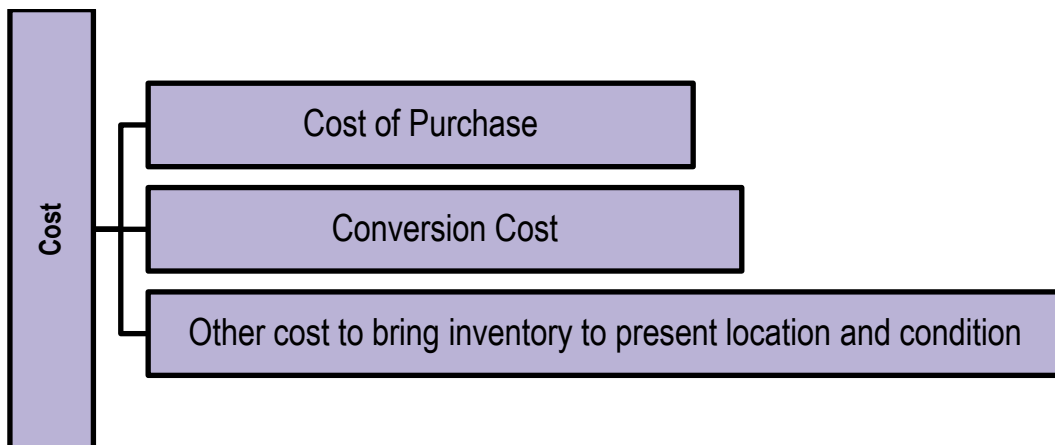 Cost
Cost of Purchase
Conversion Cost
Other cost to bring inventory to present location and condition